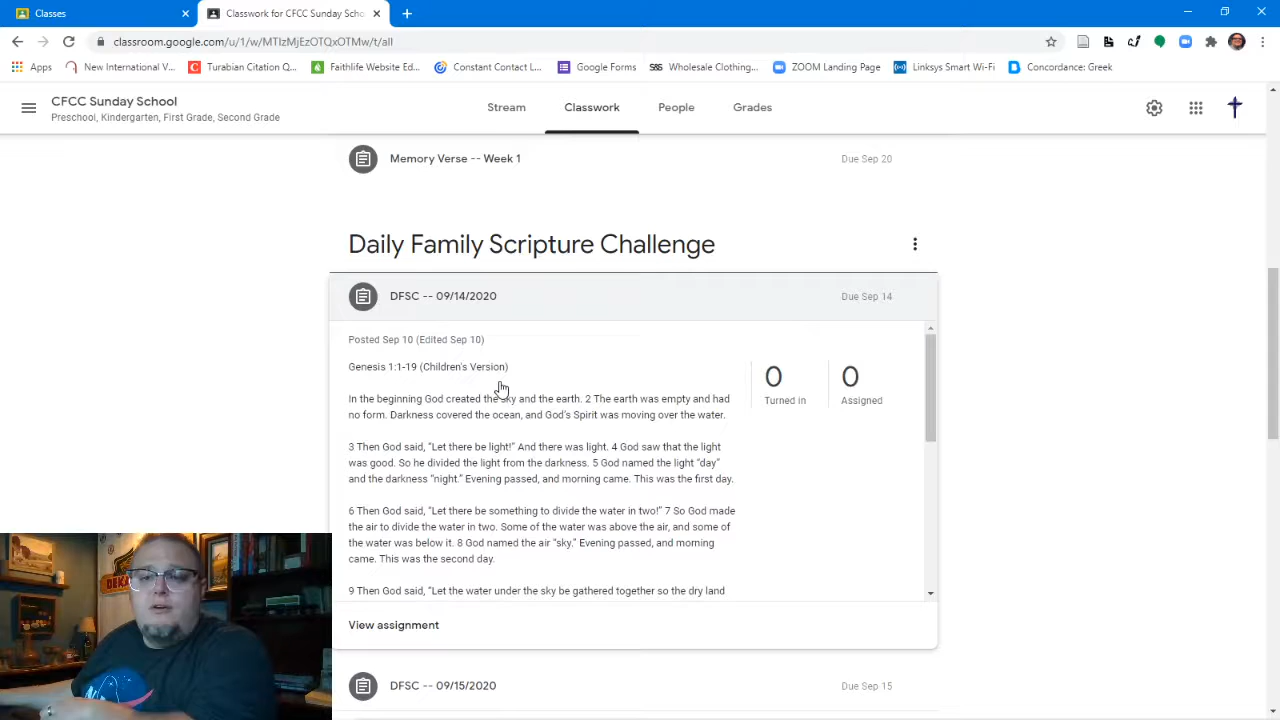 Classes
Classwork for CFCC Sunday Scho
classroom.google.com/u/1/w/MTIzMjEzOTQxOTMw/t/all
Apps
New International V...
Turabian Citation Q...
Faithlife Website Ed...
Constant Contact L...
Google Forms
S&S
Wholesale Clothing,...
ZOOM Landing Page
Linksys Smart Wi-Fi
Concordance: Greek
CFCC Sunday School
Preschool, Kindergarten, First Grade, Second Grade
Stream
Classwork
People
Grades
Memory Verse -- Week 1
Due Sep 20
Daily Family Scripture Challenge
DFSC -- 09/14/2020
Due Sep 14
Posted Sep 10 (Edited Sep 10)
Genesis 1:1-19 (Children's Version)
0
Turned in
0
Assigned
In the beginning God created the sky and the earth. 2 The earth was empty and had
no form. Darkness covered the ocean, and God's Spirit was moving over the water.
3 Then God said, "Let there be light!" And there was light. 4 God saw that the light
was good. So he divided the light from the darkness. 5 God named the light "day"
and the darkness "night." Evening passed, and morning came. This was the first day.
6 Then God said, "Let there be something to divide the water in two!" 7 So God made
the air to divide the water in two. Some of the water was above the air, and some of
the water was below it. 8 God named the air "sky." Evening passed, and morning
came. This was the second day.
9 Then God said, "Let the water under the sky be gathered together so the dry land
View assignment
DFSC -- 09/15/2020
Due Sep 15